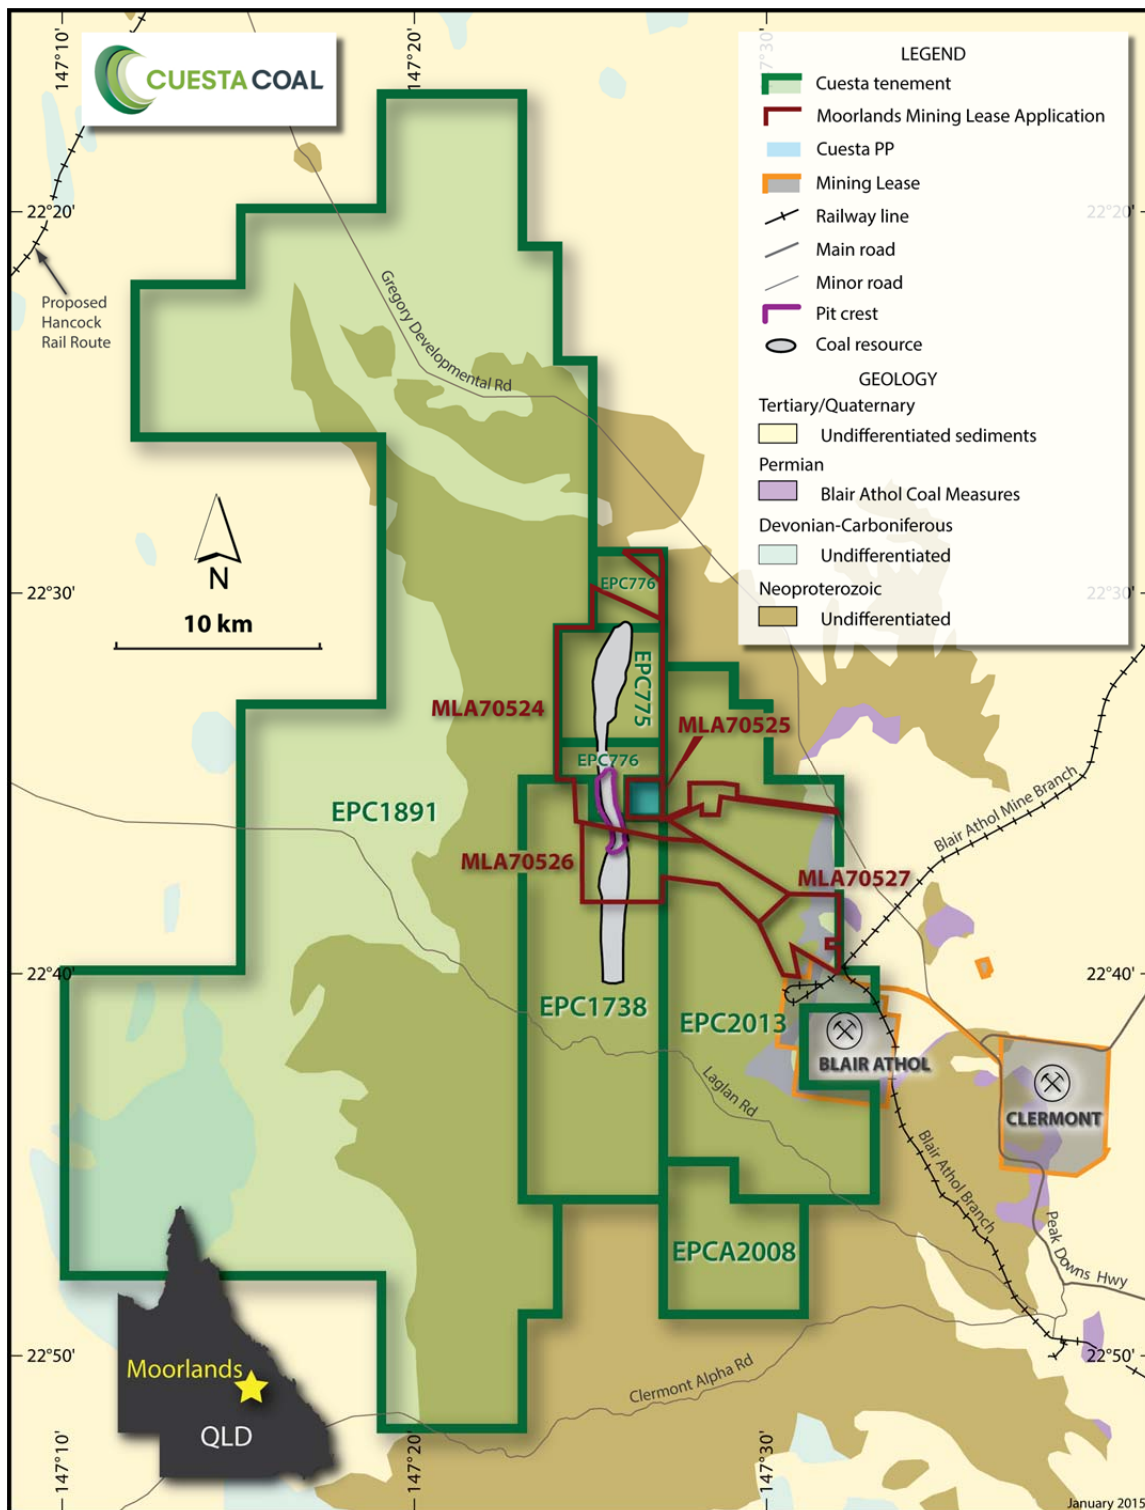 147°10'
147°20'
147°30'
CUESTA COAL
LEGEND
Cuesta tenement
Moorlands Mining Lease Application
Cuesta PP
Mining Lease
Railway line
Main road
Minor road
Pit crest
Coal resource
GEOLOGY
Tertiary/Quaternary
Undifferentiated sediments
Permian
Blair Athol Coal Measures
Devonian-Carboniferous
Undifferentiated
Neoproterozoic
Undifferentiated
22°20'
22°20'
Proposed
Hancock
Rail Route
Gregory Developmental Rd
N
10 km
22°30'
22°30'
EPC776
EPC775
MLA70524
MLA70525
EPC776
EPC1891
Blair Athol Mine Branch
MLA70526
MLA70527
22°40'
22°40'
EPC1738
EPC2013
BLAIR ATHOL
CLERMONT
Laglan Rd
Blair Athol Branch
Peak Downs Hwy
EPCA2008
22°50'
22°50'
Moorlands
QLD
Clermont Alpha Rd
147°10'
147°20'
147°30'
January 2015